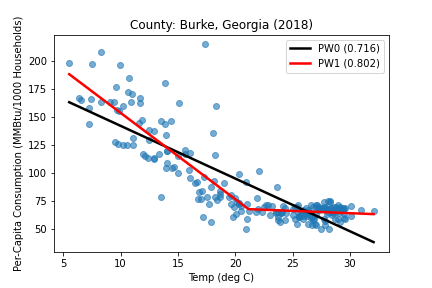 County: Burke, Georgia (2018)
PW0 (0.716)
PW1 (0.802)
Per-Capita Consumption (MMBtu/1000 Households)
200
175
150
125
100
75
50
5 10 15 20 25 30
Temp (deg C)